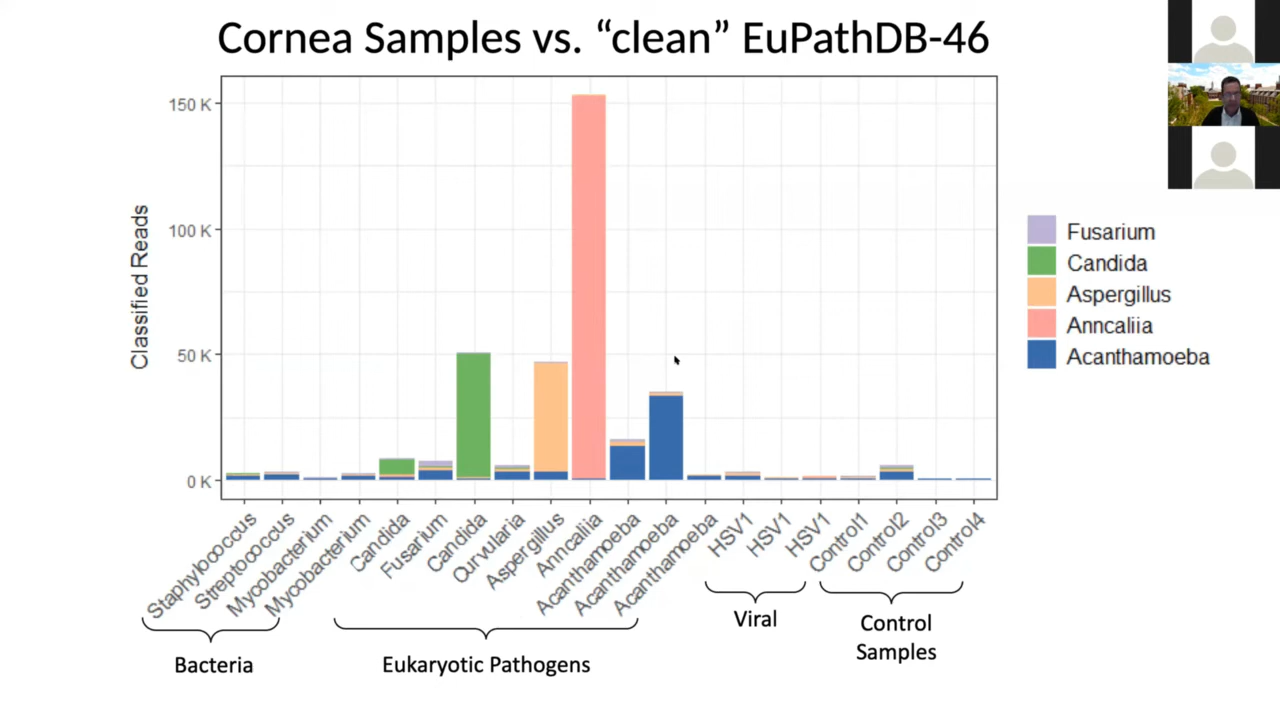 Cornea Samples vs. “clean” EuPathDB-46
150 K
100 K
50 K
0 K
Classified Reads
Fusarium
Candida
Aspergillus
Anncaliia
Acanthamoeba
Staphylococcus
Streptococcus
Mycobacterium
Mycobacterium
Candida
Fusarium
Candida
Curvularia
Aspergillus
Anncaliia
Acanthamoeba
Acanthamoeba
Acanthamoeba
HSV1
HSV1
HSV1
Control1
Control2
Control3
Control4
Bacteria
Eukaryotic Pathogens
Viral
Control
Samples